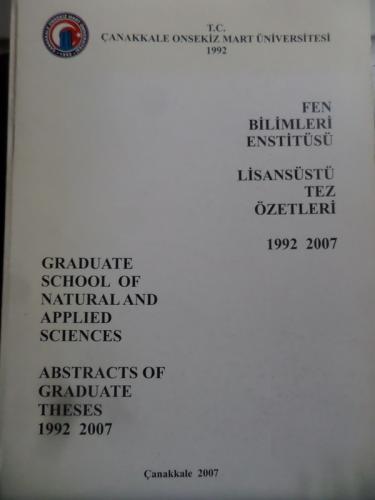 T.C.
ÇANAKKALE ONSEKİZ MART ÜNİVERSİTESİ
1992
FEN
BİLİMLERİ
ENSTİTÜSÜ
LİSANSÜSTÜ
TEZ
ÖZETLERİ
1992 2007
GRADUATE
SCHOOL OF
NATURAL AND
APPLIED
SCIENCES
ABSTRACTS OF
GRADUATE
THESES
1992 2007
Çanakkale 2007